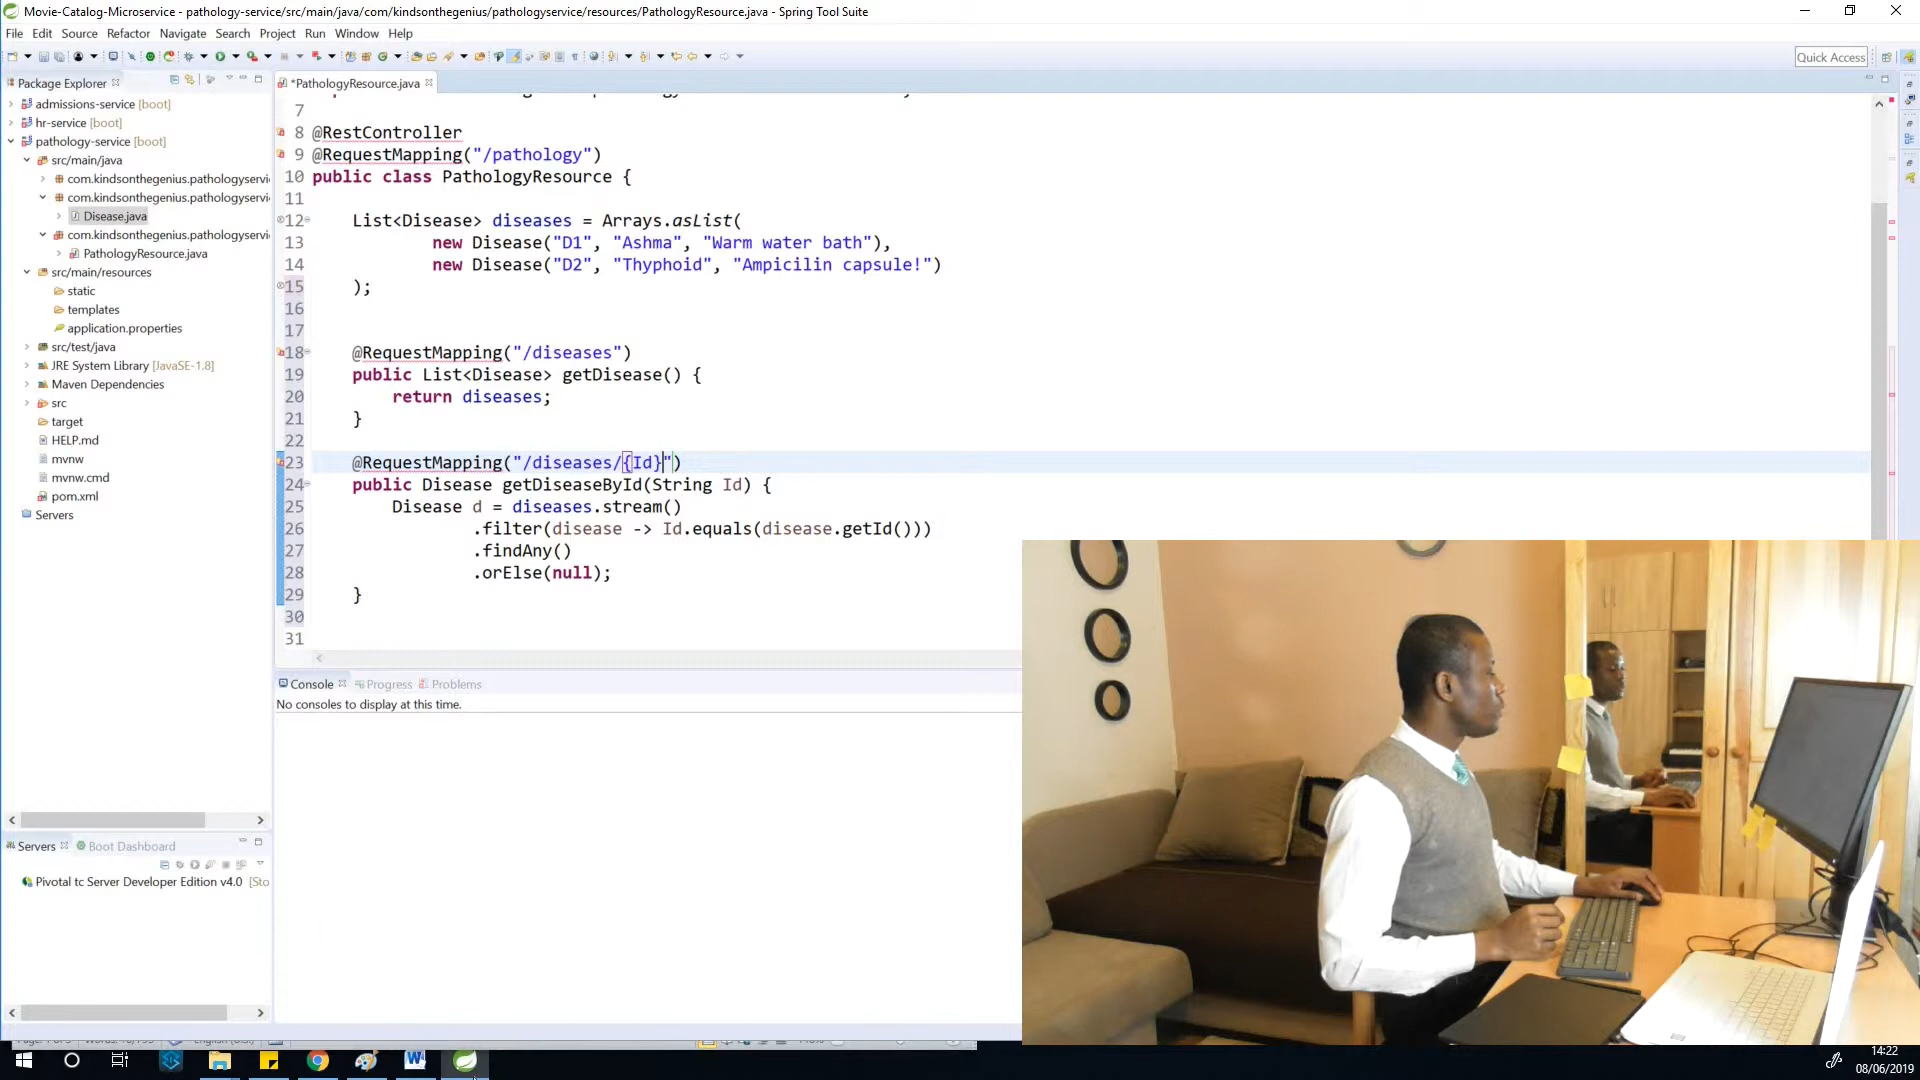 Movie-Catalog-Microservice - pathology-service/src/main/java/com/kindsonthegenius/pathologyservice/resources/PathologyResource.java - Spring Tool Suite
File Edit Source Refactor Navigate Search Project Run Window Help
Quick Access
Package Explorer
admissions-service [boot]
hr-service [boot]
pathology-service [boot]
src/main/java
com.kindsonthegenius.pathologyservi
com.kindsonthegenius.pathologyservi
Disease.java
com.kindsonthegenius.pathologyservi
PathologyResource.java
src/main/resources
static
templates
application.properties
src/test/java
JRE System Library [JavaSE-1.8]
Maven Dependencies
src
target
HELP.md
mvnw
mvnw.cmd
pom.xml
Servers
*PathologyResource.java
7
8 @RestController
9 @RequestMapping("/pathology")
10 public class PathologyResource {
11
12 List<Disease> diseases = Arrays.asList(
13 new Disease("D1", "Ashma", "Warm water bath"),
14 new Disease("D2", "Thyphoid", "Ampicilin capsule!")
15 );
16
17
18 @RequestMapping("/diseases")
19 public List<Disease> getDisease() {
20 return diseases;
21 }
22
23 @RequestMapping("/diseases/{Id}")
24 public Disease getDiseaseById(String Id) {
25 Disease d = diseases.stream()
26 .filter(disease -> Id.equals(disease.getId()))
27 .findAny()
28 .orElse(null);
29 }
30
31
Console Progress Problems
No consoles to display at this time.
Servers Boot Dashboard
Pivotal tc Server Developer Edition v4.0 [Sto
14:22
08/06/2019